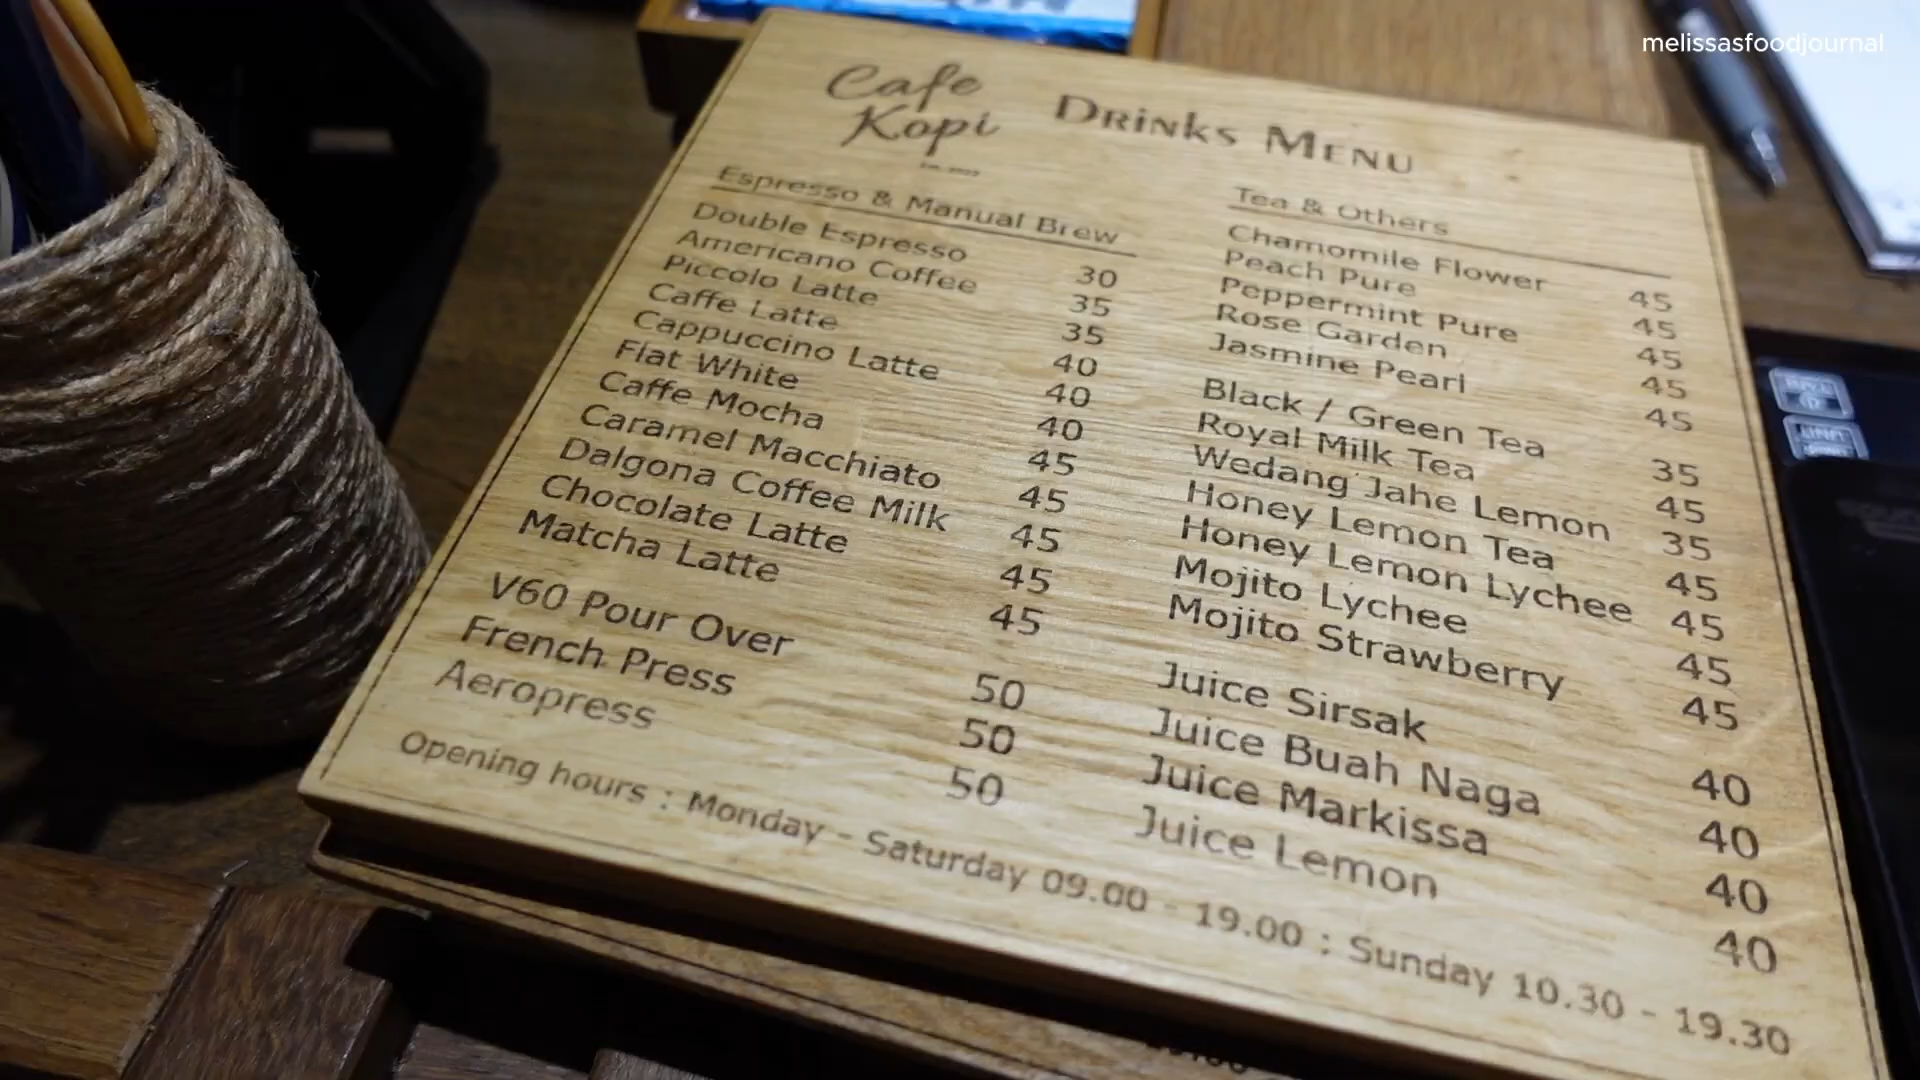 melissasfoodjournal
Cafe
Kopi
Drinks Menu
Espresso & Manual Brew
Double Espresso 30
Americano Coffee 35
Piccolo Latte 35
Caffe Latte 40
Cappuccino Latte 40
Flat White 40
Caffe Mocha 45
Caramel Macchiato 45
Dalgona Coffee Milk 45
Chocolate Latte 45
Matcha Latte 45
V60 Pour Over 50
French Press 50
Aeropress 50
Tea & Others
Chamomile Flower 45
Peach Pure 45
Peppermint Pure 45
Rose Garden 45
Jasmine Pearl 45
Black / Green Tea 35
Royal Milk Tea 45
Wedang Jahe Lemon 35
Honey Lemon Tea 45
Honey Lemon Lychee 45
Mojito Lychee 45
Mojito Strawberry 45
Juice Sirsak 40
Juice Buah Naga 40
Juice Markissa 40
Juice Lemon 40
Opening hours : Monday - Saturday 09.00 - 19.00 : Sunday 10.30 - 19.30